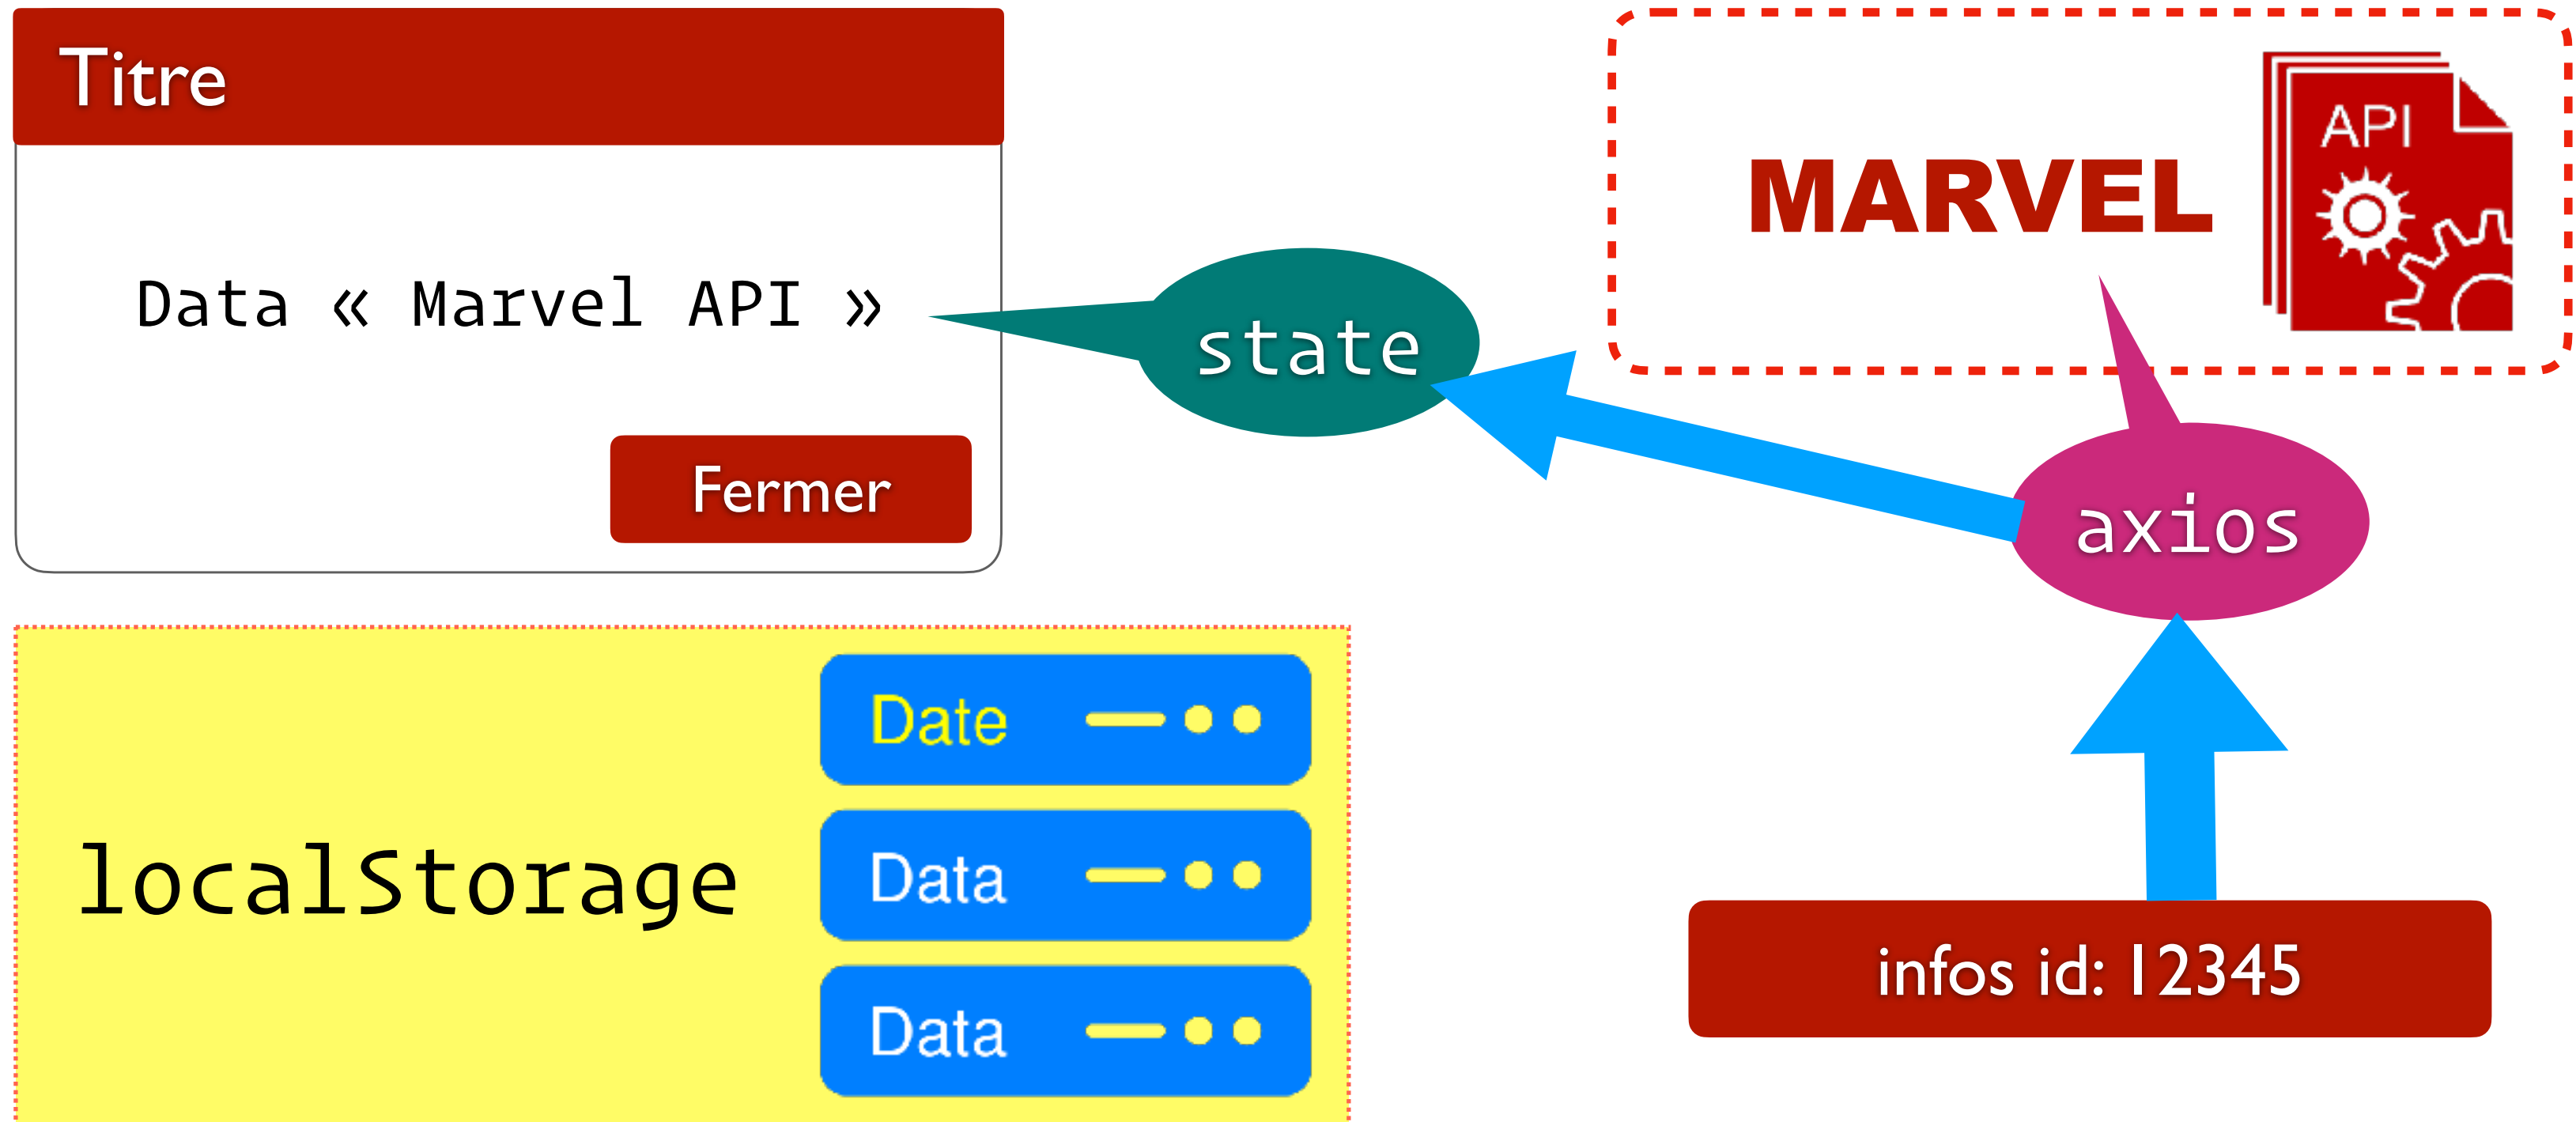 Titre
Data « Marvel API »
Fermer
state
MARVEL
API
axios
localStorage
Date
Data
Data
infos id: 12345